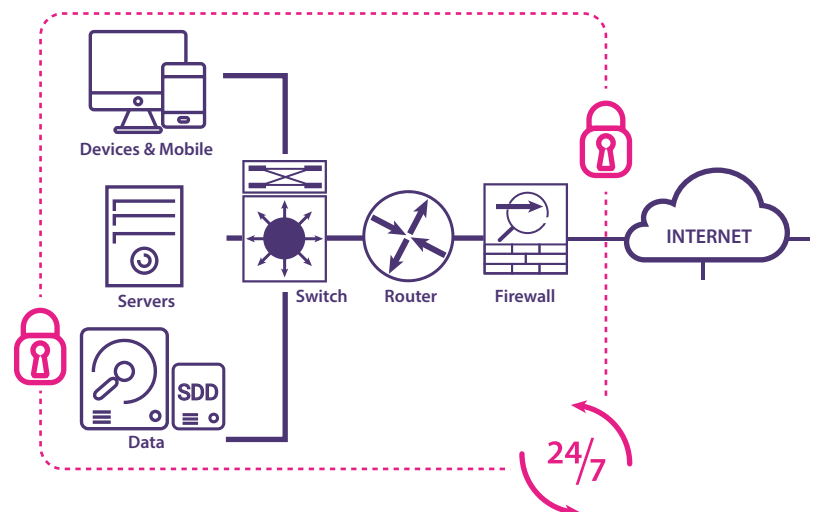 Devices & Mobile
Servers
Switch
Router
Firewall
INTERNET
SDD
Data
24/7